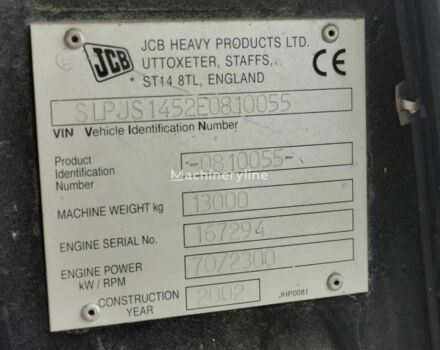 JCB
JCB HEAVY PRODUCTS LTD.
UTTOXETER, STAFFS,
ST14 8TL, ENGLAND
CE
SLPJS1452E0810055
VIN Vehicle Identification Number
Product
Identification
Number
-0810055-
Machineryline
MACHINE WEIGHT kg
13000
ENGINE SERIAL No.
167294
ENGINE POWER
kW / RPM
70/2300
CONSTRUCTION
YEAR
2002
JHP0061